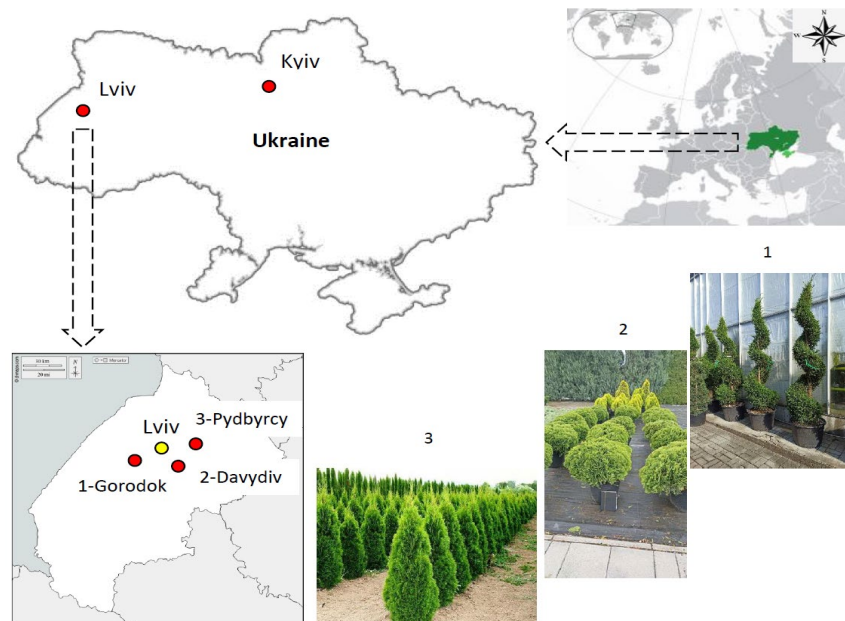 Kyiv
Lviv
Ukraine
N
W
E
S
1
2
3
Lviv
3-Pydbyrcy
2-Davydiv
1-Gorodok